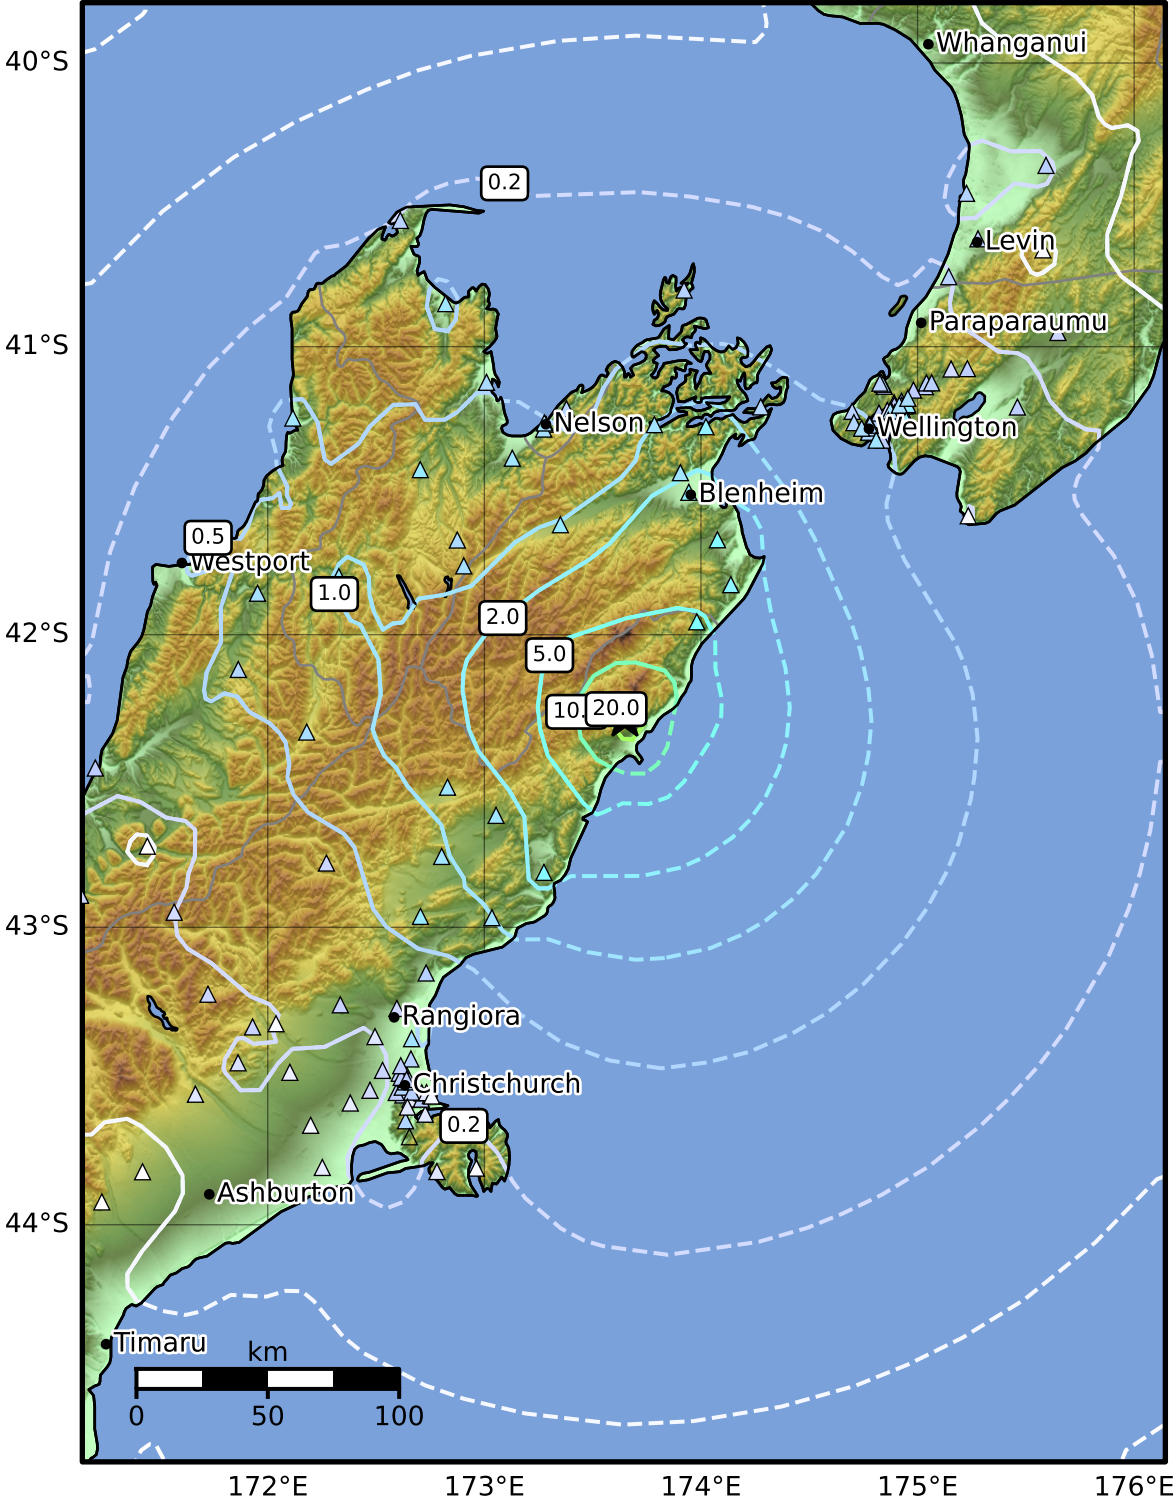 Whanganui
40°S
0.2
Levin
Paraparaumu
41°S
Nelson
Wellington
Blenheim
0.5
Westport
1.0
2.0
42°S
5.0
10.
20.0
43°S
Rangiora
Christchurch
0.2
Ashburton
44°S
Timaru
km
0 50 100
172°E 173°E 174°E 175°E 176°E